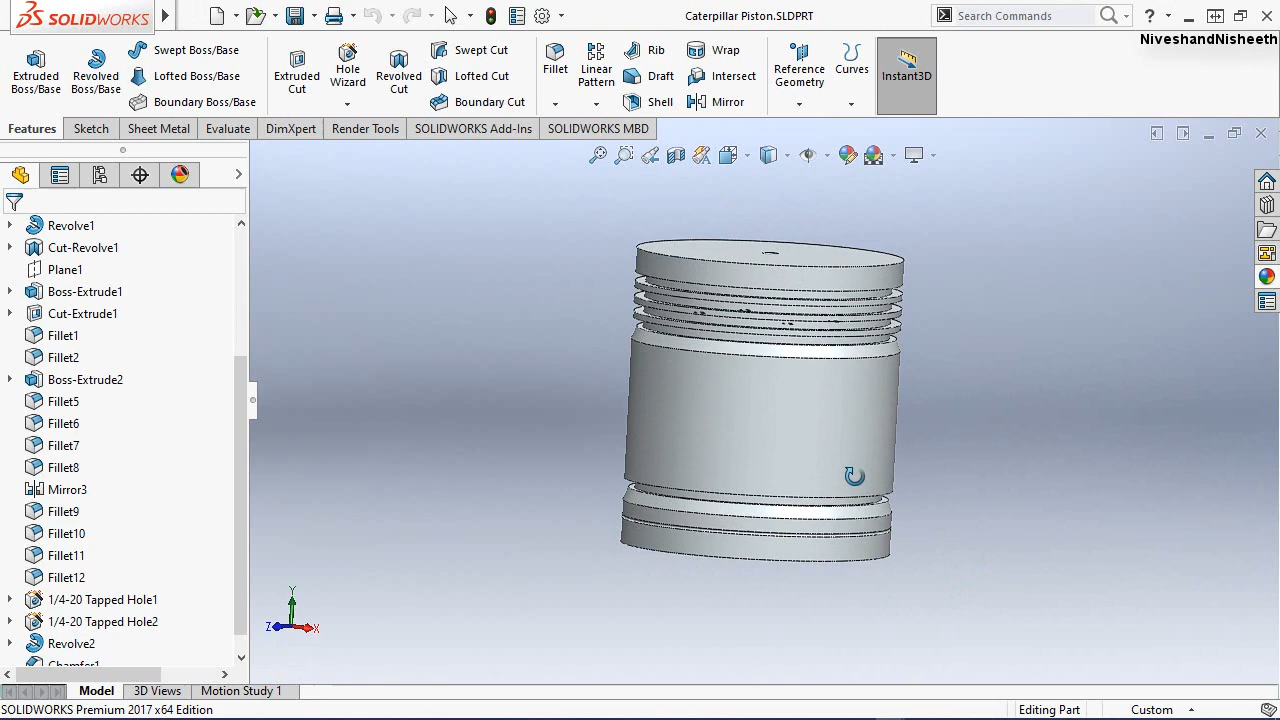 SOLIDWORKS
Caterpillar Piston.SLDPRT
Search Commands
?
NiveshandNisheeth
Extruded Boss/Base
Revolved Boss/Base
Swept Boss/Base
Lofted Boss/Base
Boundary Boss/Base
Extruded Cut
Hole Wizard
Revolved Cut
Swept Cut
Lofted Cut
Boundary Cut
Fillet
Linear Pattern
Rib
Draft
Shell
Wrap
Intersect
Mirror
Reference Geometry
Curves
Instant3D
Features
Sketch
Sheet Metal
Evaluate
DimXpert
Render Tools
SOLIDWORKS Add-Ins
SOLIDWORKS MBD
Revolve1
Cut-Revolve1
Plane1
Boss-Extrude1
Cut-Extrude1
Fillet1
Fillet2
Boss-Extrude2
Fillet5
Fillet6
Fillet7
Fillet8
Mirror3
Fillet9
Fillet10
Fillet11
Fillet12
1/4-20 Tapped Hole1
1/4-20 Tapped Hole2
Revolve2
Chamfer1
Y
Z
X
Model
3D Views
Motion Study 1
SOLIDWORKS Premium 2017 x64 Edition
Editing Part
Custom